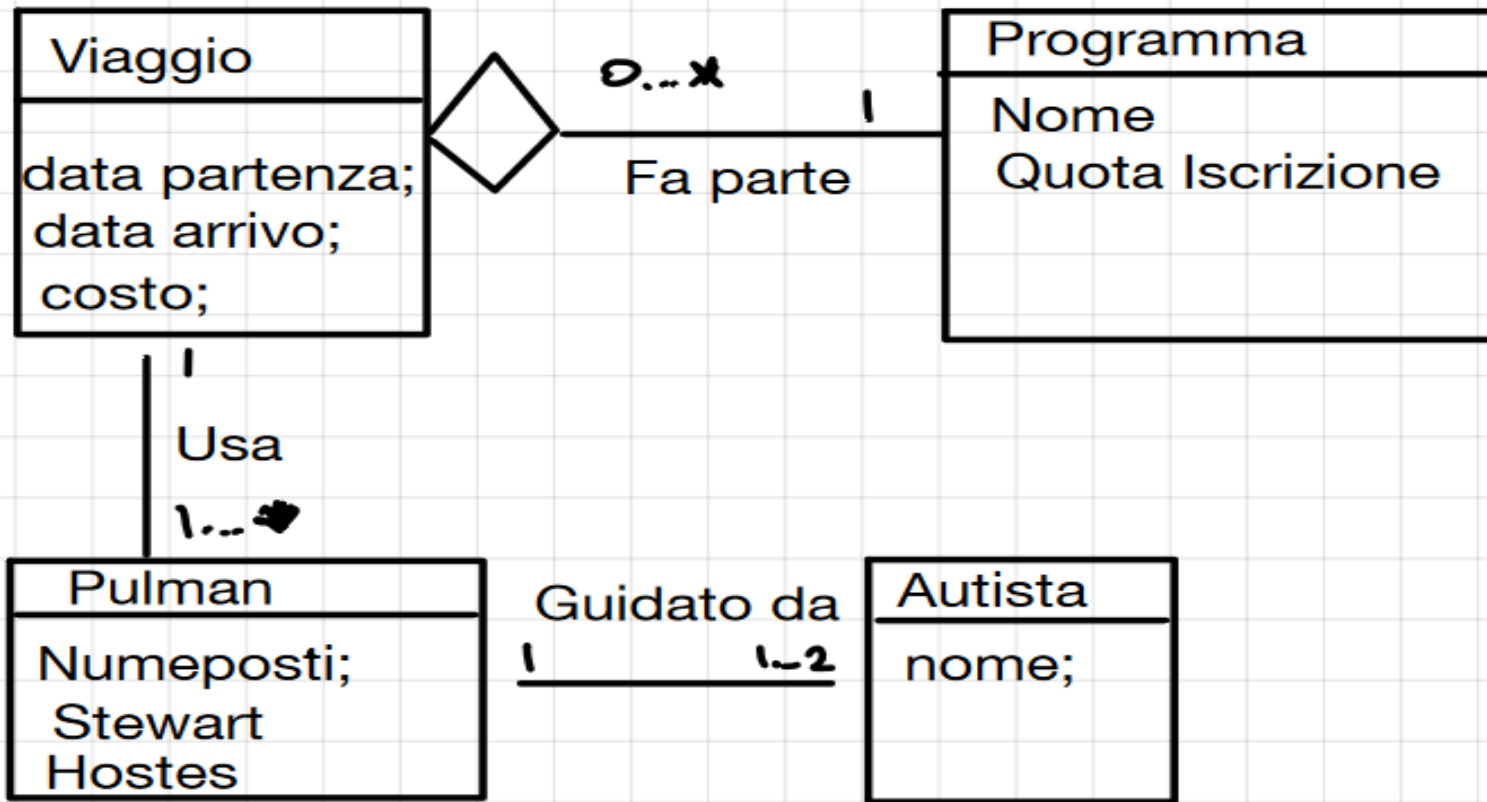 Viaggio
data partenza;
data arrivo;
costo;
0...*
1
Fa parte
Programma
Nome
Quota Iscrizione
1
Usa
1...*
Pulman
Numeposti;
Stewart
Hostes
Guidato da
1
1..2
Autista
nome;